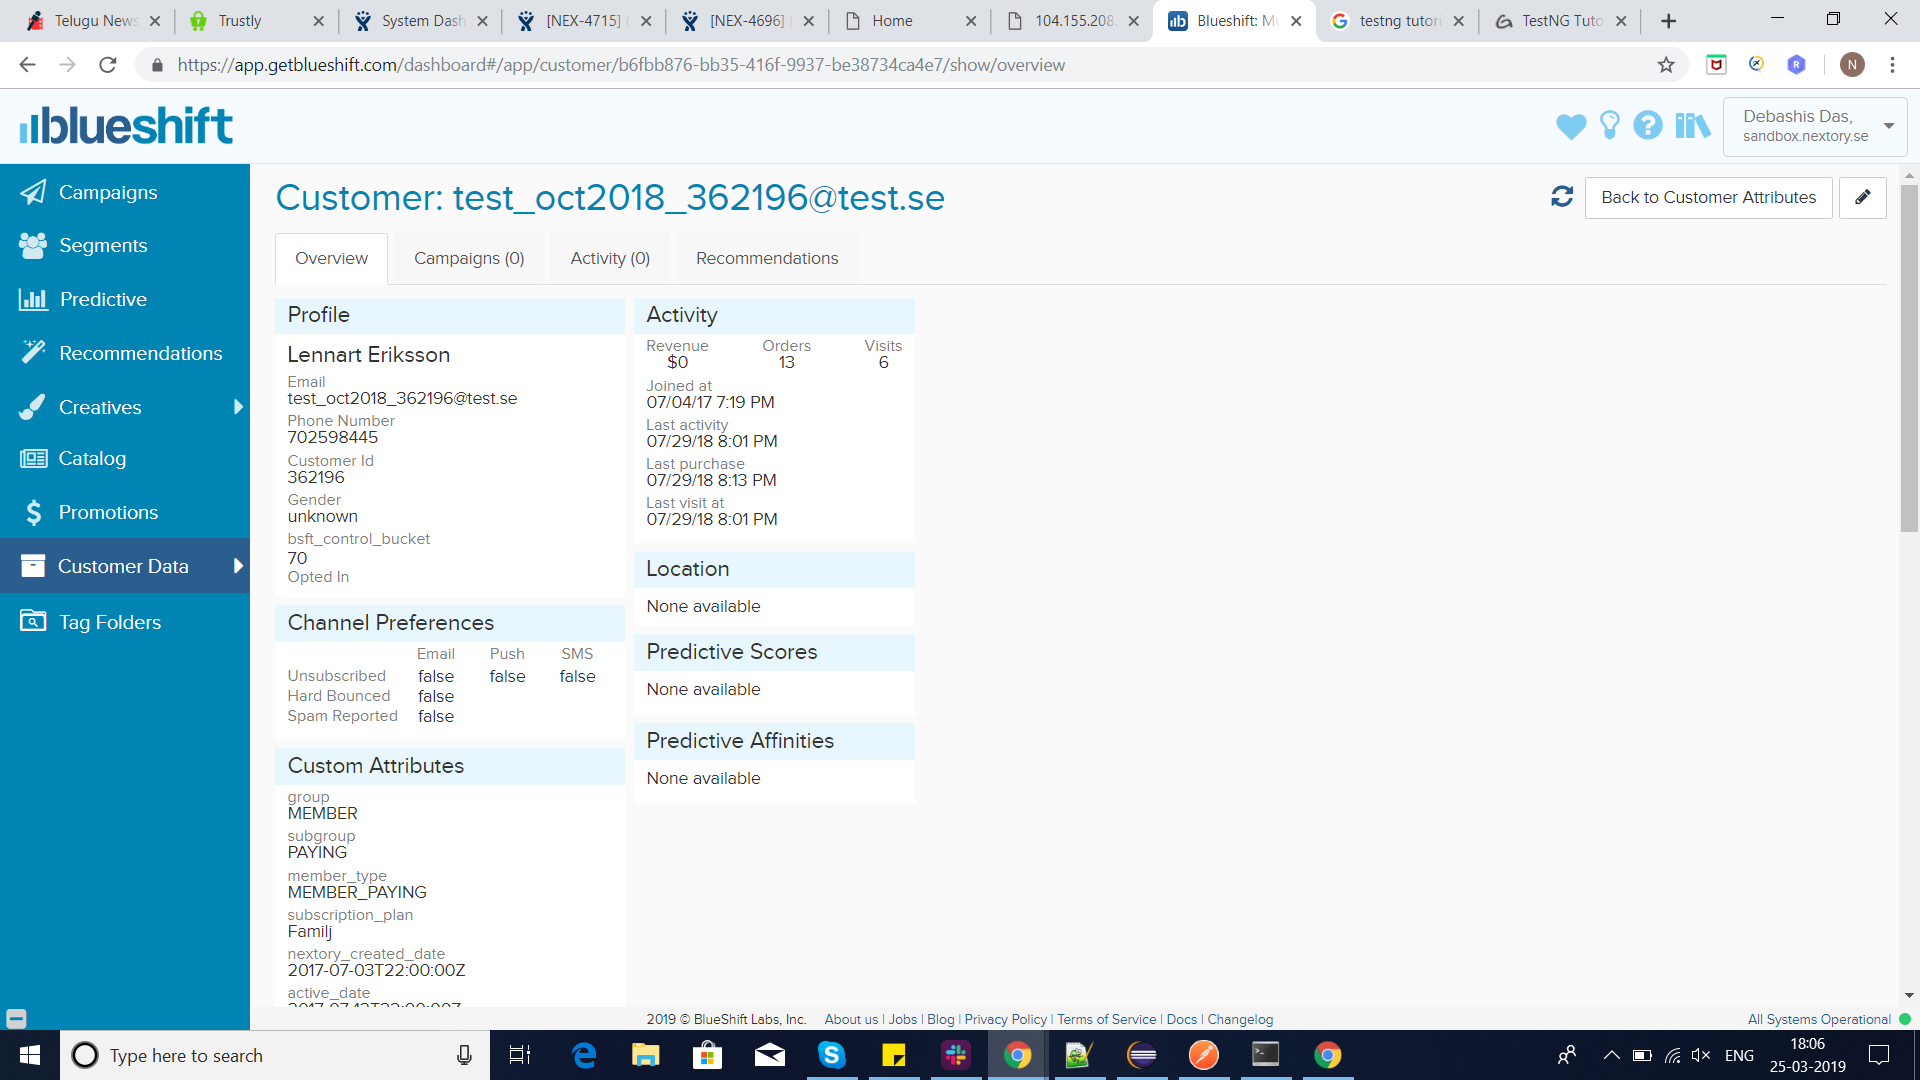 Telugu News
Trustly
System Dash
[NEX-4715]
[NEX-4696]
Home
104.155.208.
Blueshift: Mu
testng tutori
TestNG Tuto
https://app.getblueshift.com/dashboard#/app/customer/b6fbb876-bb35-416f-9937-be38734ca4e7/show/overview
N
blueshift
Debashis Das,
sandbox.nextory.se
Campaigns
Segments
Predictive
Recommendations
Creatives
Catalog
Promotions
Customer Data
Tag Folders
Customer: test_oct2018_362196@test.se
Back to Customer Attributes
Overview
Campaigns (0)
Activity (0)
Recommendations
Profile
Lennart Eriksson
Email
test_oct2018_362196@test.se
Phone Number
702598445
Customer Id
362196
Gender
unknown
bsft_control_bucket
70
Opted In
Channel Preferences
Email Push SMS
Unsubscribed false false false
Hard Bounced false
Spam Reported false
Custom Attributes
group
MEMBER
subgroup
PAYING
member_type
MEMBER_PAYING
subscription_plan
Familj
nextory_created_date
2017-07-03T22:00:00Z
active_date
Activity
Revenue Orders Visits
$0 13 6
Joined at
07/04/17 7:19 PM
Last activity
07/29/18 8:01 PM
Last purchase
07/29/18 8:13 PM
Last visit at
07/29/18 8:01 PM
Location
None available
Predictive Scores
None available
Predictive Affinities
None available
2019 © BlueShift Labs, Inc. About us | Jobs | Blog | Privacy Policy | Terms of Service | Docs | Changelog
All Systems Operational
Type here to search
ENG
18:06
25-03-2019